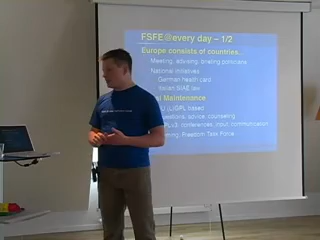 FSFE@every day – 1/2
Europe consists of countries...
Meeting, advising, briefing politicians
National initiatives
German health card
Italian SIAE law
Maintenance
GPL based
advice, counseling
conferences, input, communication
Freedom Task Force